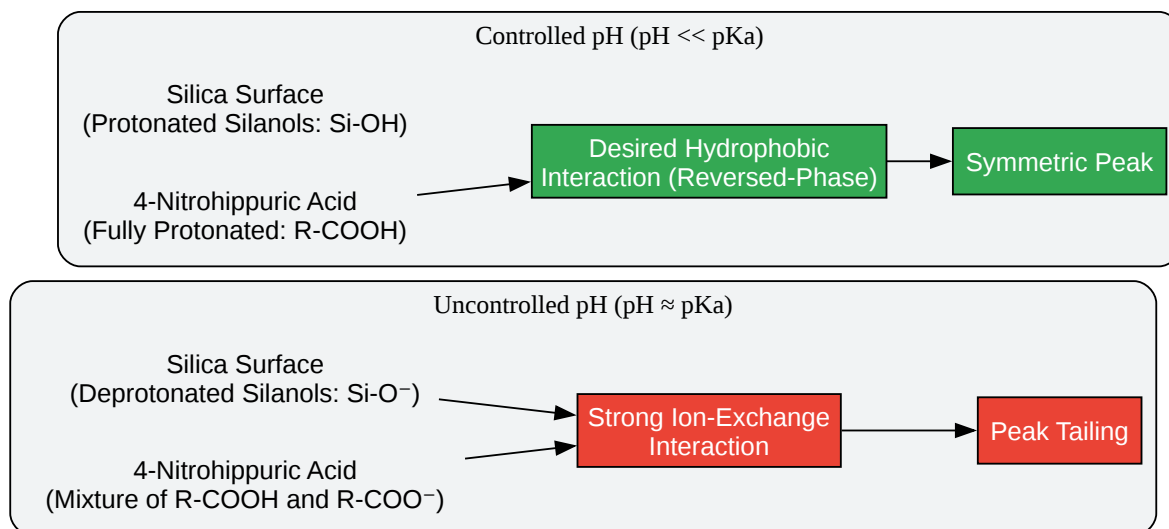 Controlled pH (pH << pKa)
Silica Surface
(Protonated Silanols: Si-OH)
4-Nitrohippuric Acid
(Fully Protonated: R-COOH)
Desired Hydrophobic
Interaction (Reversed-Phase)
Symmetric Peak
Uncontrolled pH (pH ≈ pKa)
Silica Surface
(Deprotonated Silanols: Si-O⁻)
4-Nitrohippuric Acid
(Mixture of R-COOH and R-COO⁻)
Strong Ion-Exchange
Interaction
Peak Tailing